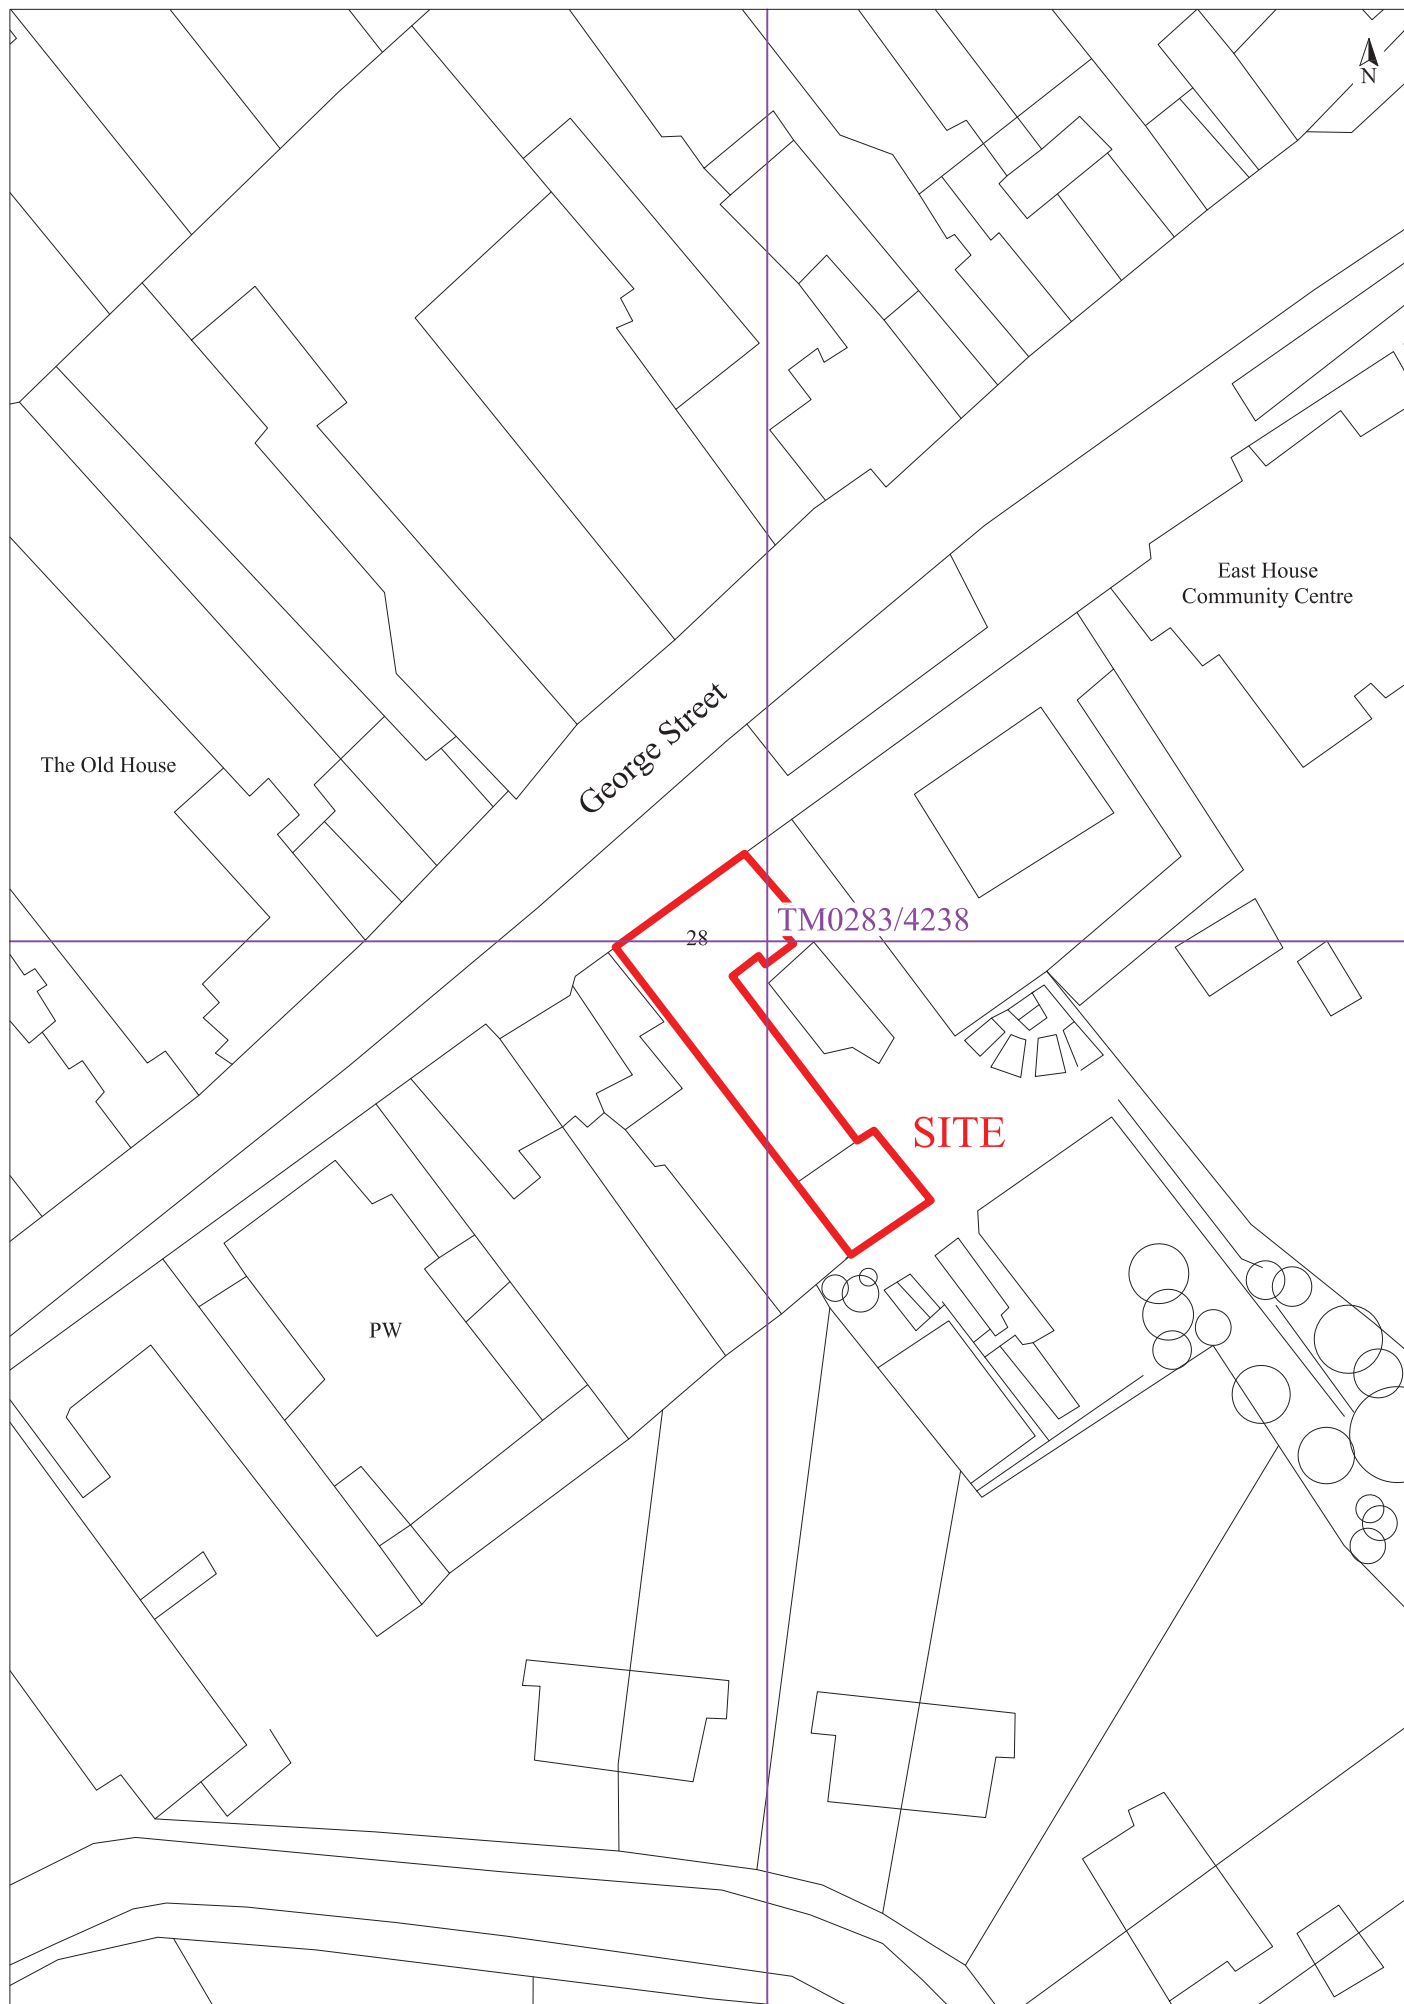 N
East House
Community Centre
George Street
The Old House
TM0283/4238
28
SITE
PW